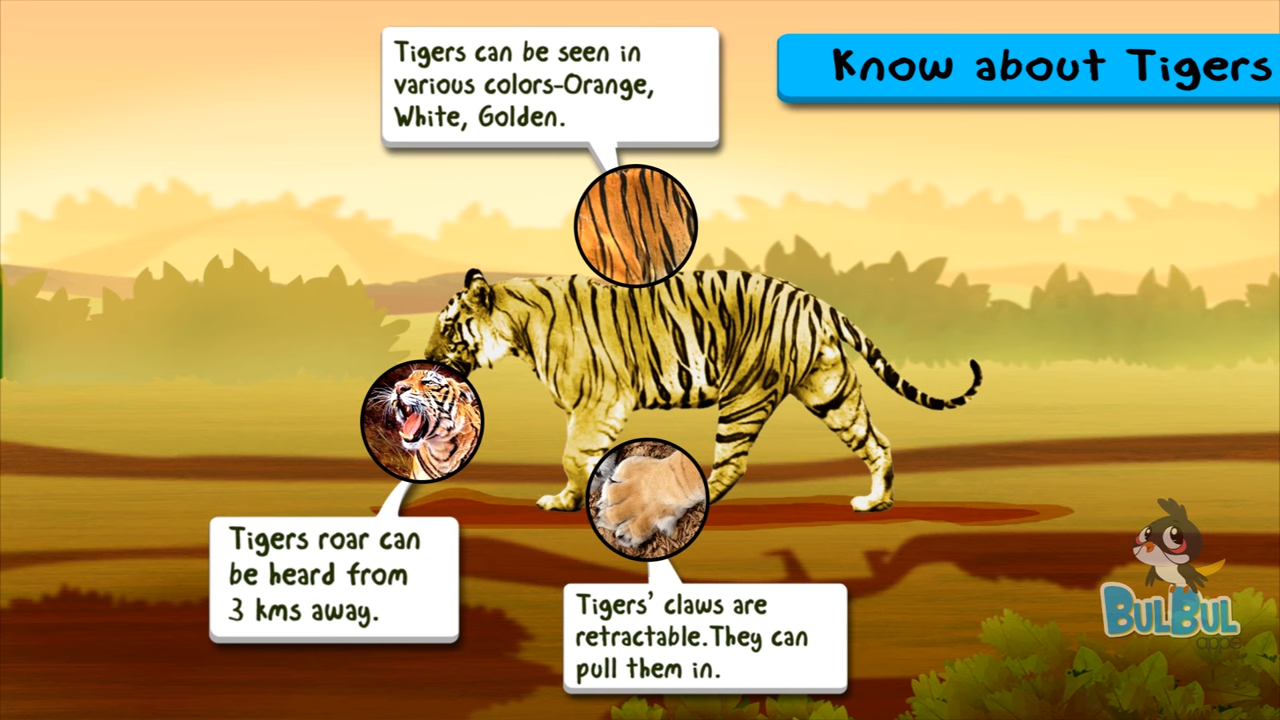 Know about Tigers
Tigers can be seen in
various colors-Orange,
White, Golden.
Tigers roar can
be heard from
3 kms away.
Tigers' claws are
retractable.They can
pull them in.
BULBUL
apps